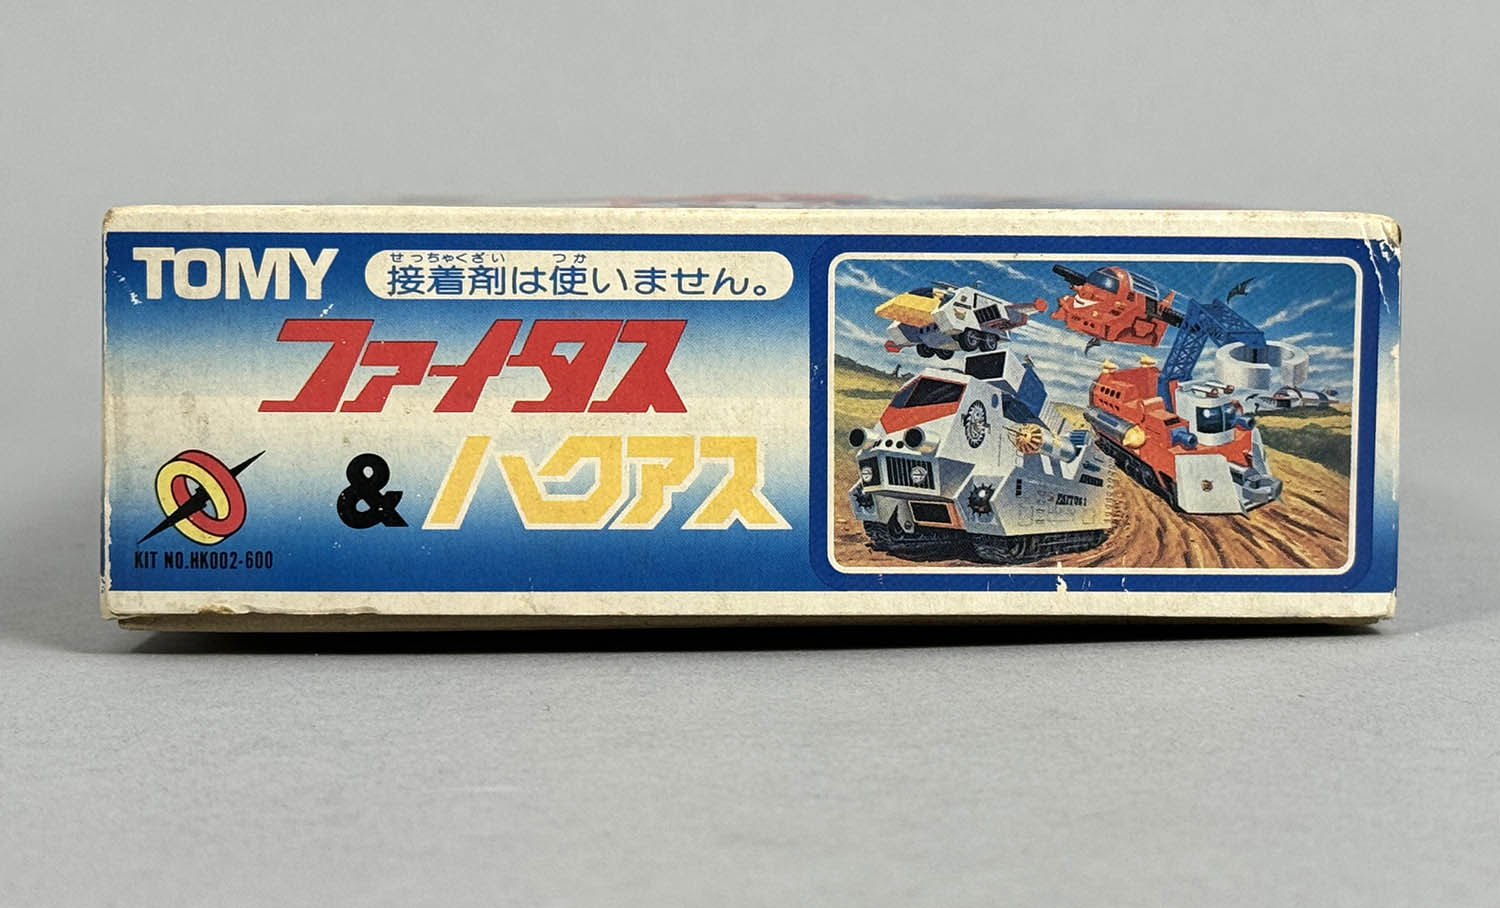 TOMY
せっちゃくざい つか
接着剤は使いません。
ファイタス
& ハクアス
KIT NO.HK002-600